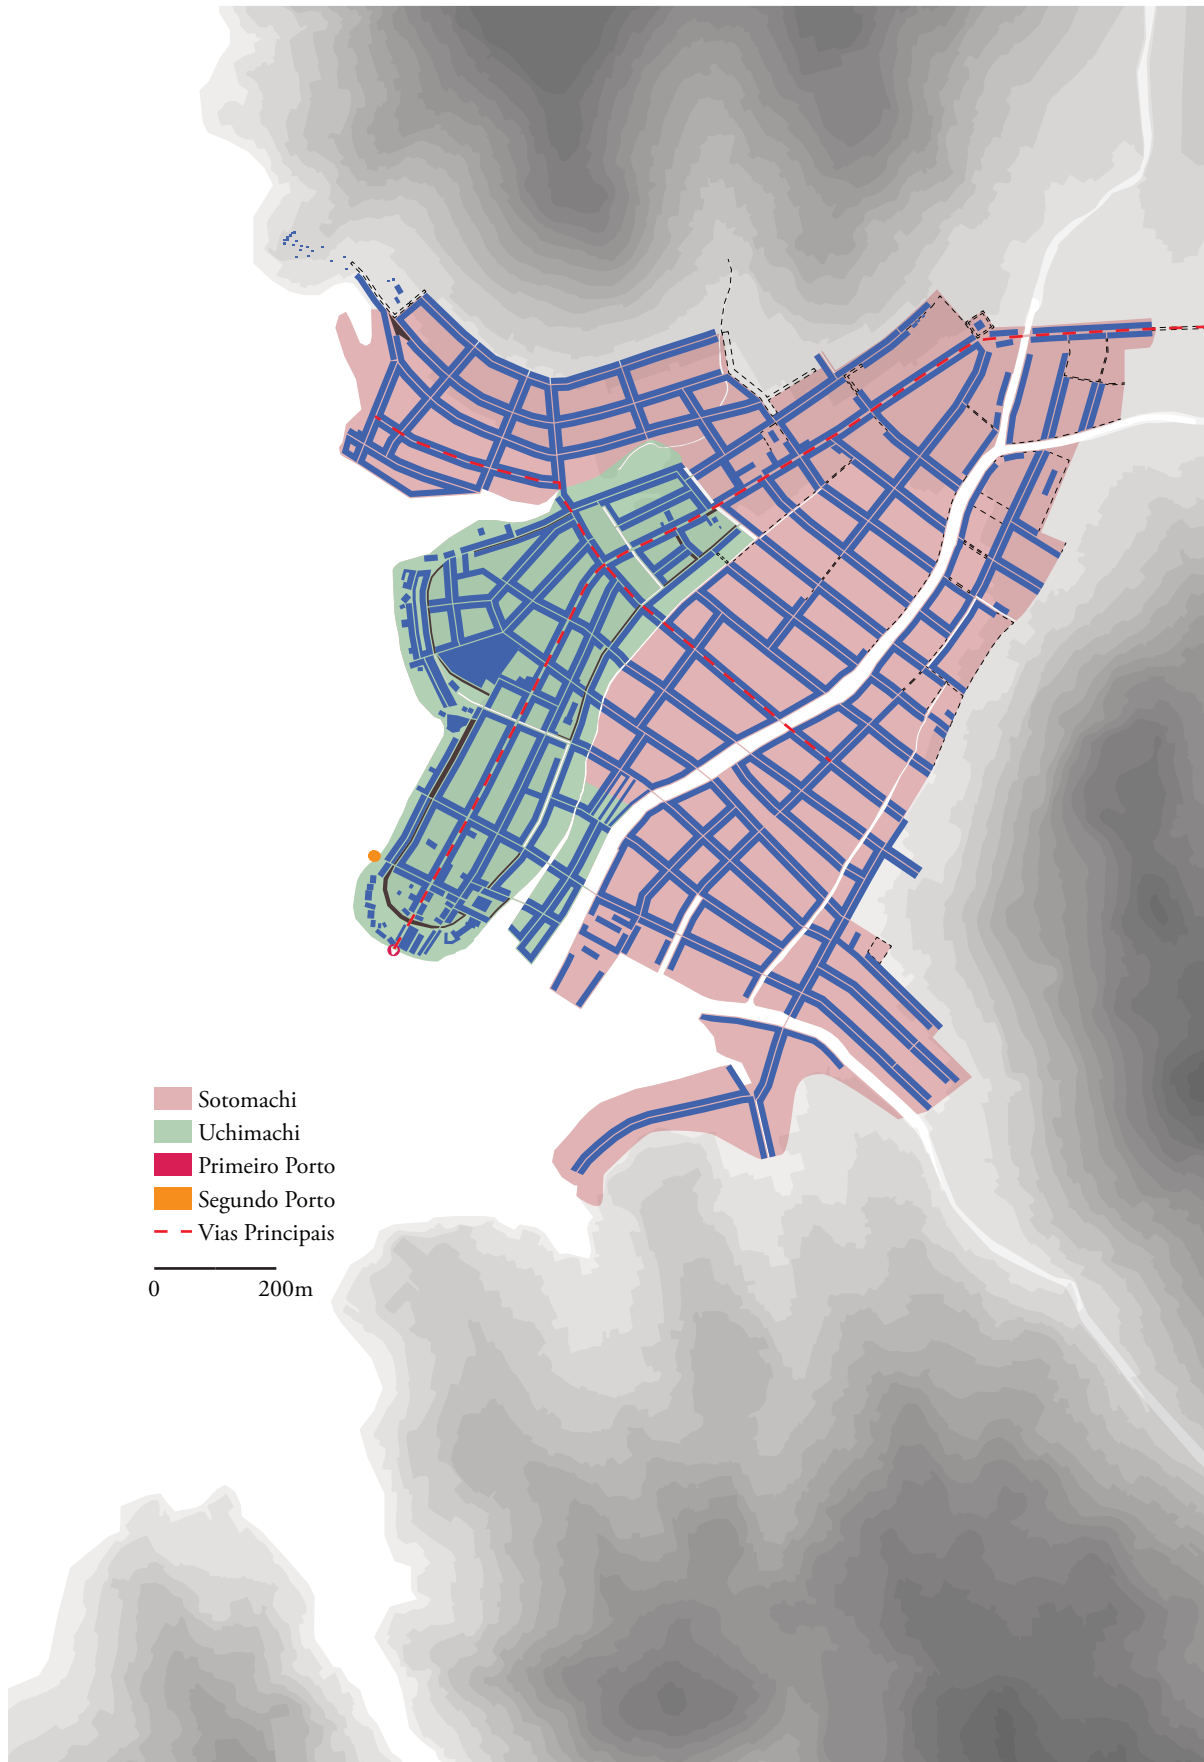 Sotomachi
Uchimachi
Primeiro Porto
Segundo Porto
Vias Principais
0 200m